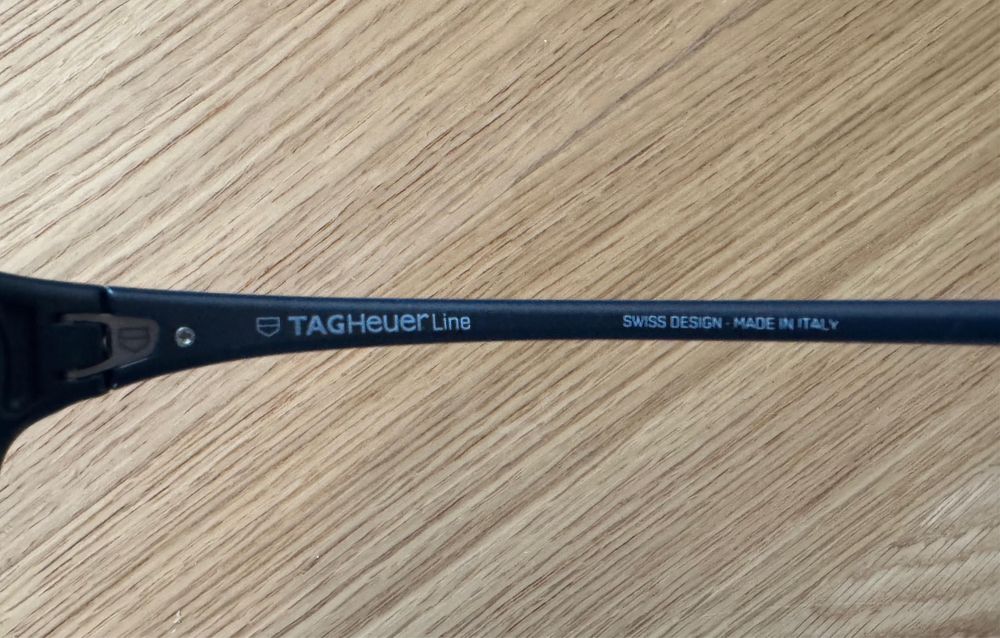 TAGHeuer Line
SWISS DESIGN - MADE IN ITALY